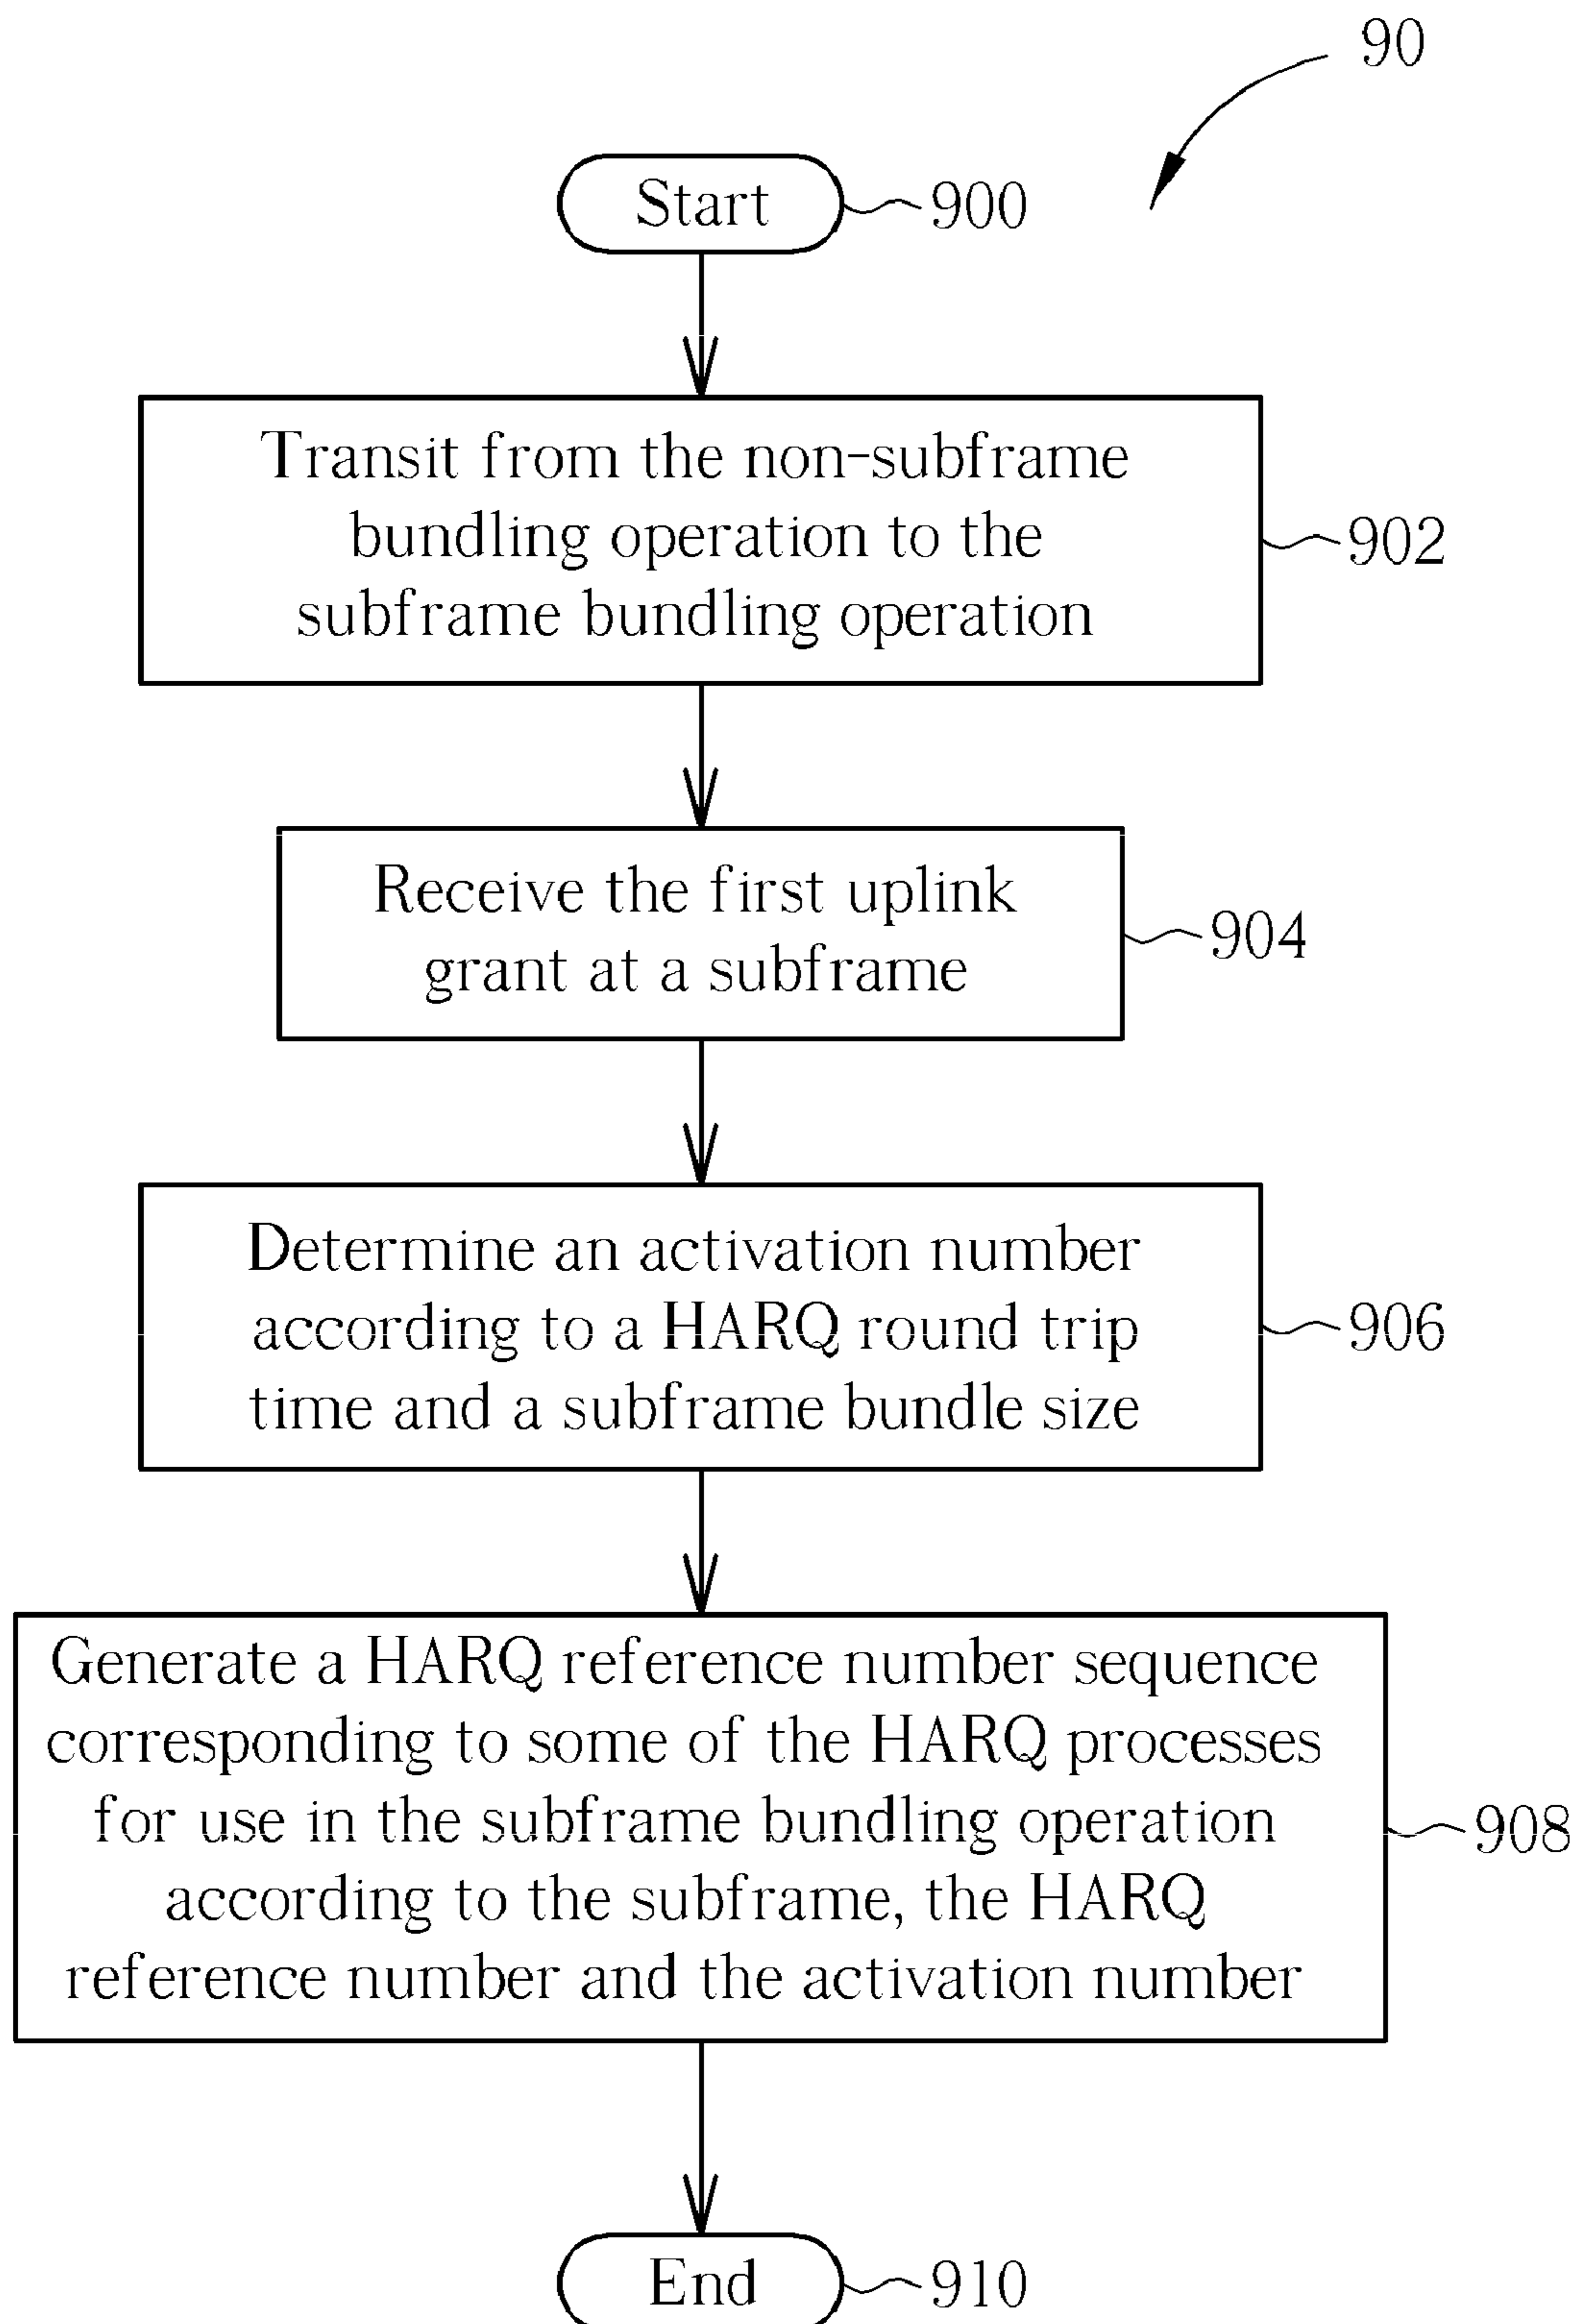 90
Start
900
Transit from the non-subframe
bundling operation to the
subframe bundling operation
902
Receive the first uplink
grant at a subframe
904
Determine an activation number
according to a HARQ round trip
time and a subframe bundle size
906
Generate a HARQ reference number sequence
corresponding to some of the HARQ processes
for use in the subframe bundling operation
according to the subframe, the HARQ
reference number and the activation number
908
End
910